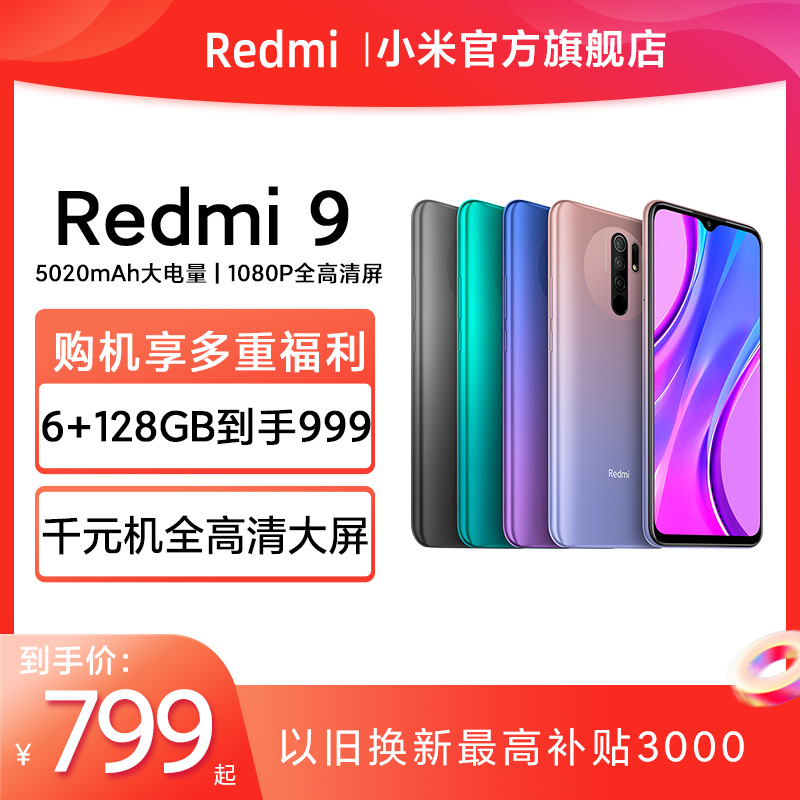 Redmi | 小米官方旗舰店
Redmi 9
5020mAh大电量 | 1080P全高清屏
购机享多重福利
6+128GB到手999
千元机全高清大屏
Redmi
到手价:
¥799起
以旧换新最高补贴3000